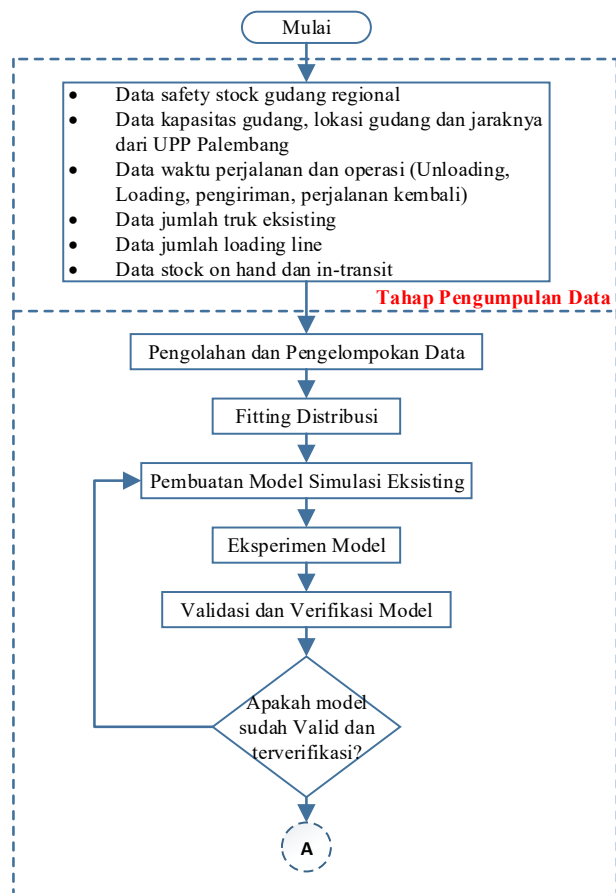 Mulai
• Data safety stock gudang regional
• Data kapasitas gudang, lokasi gudang dan jaraknya
dari UPP Palembang
• Data waktu perjalanan dan operasi (Unloading,
Loading, pengiriman, perjalanan kembali)
• Data jumlah truk eksisting
• Data jumlah loading line
• Data stock on hand dan in-transit
Tahap Pengumpulan Data
Pengolahan dan Pengelompokan Data
Fitting Distribusi
Pembuatan Model Simulasi Eksisting
Eksperimen Model
Validasi dan Verifikasi Model
Apakah model
sudah Valid dan
terverifikasi?
A